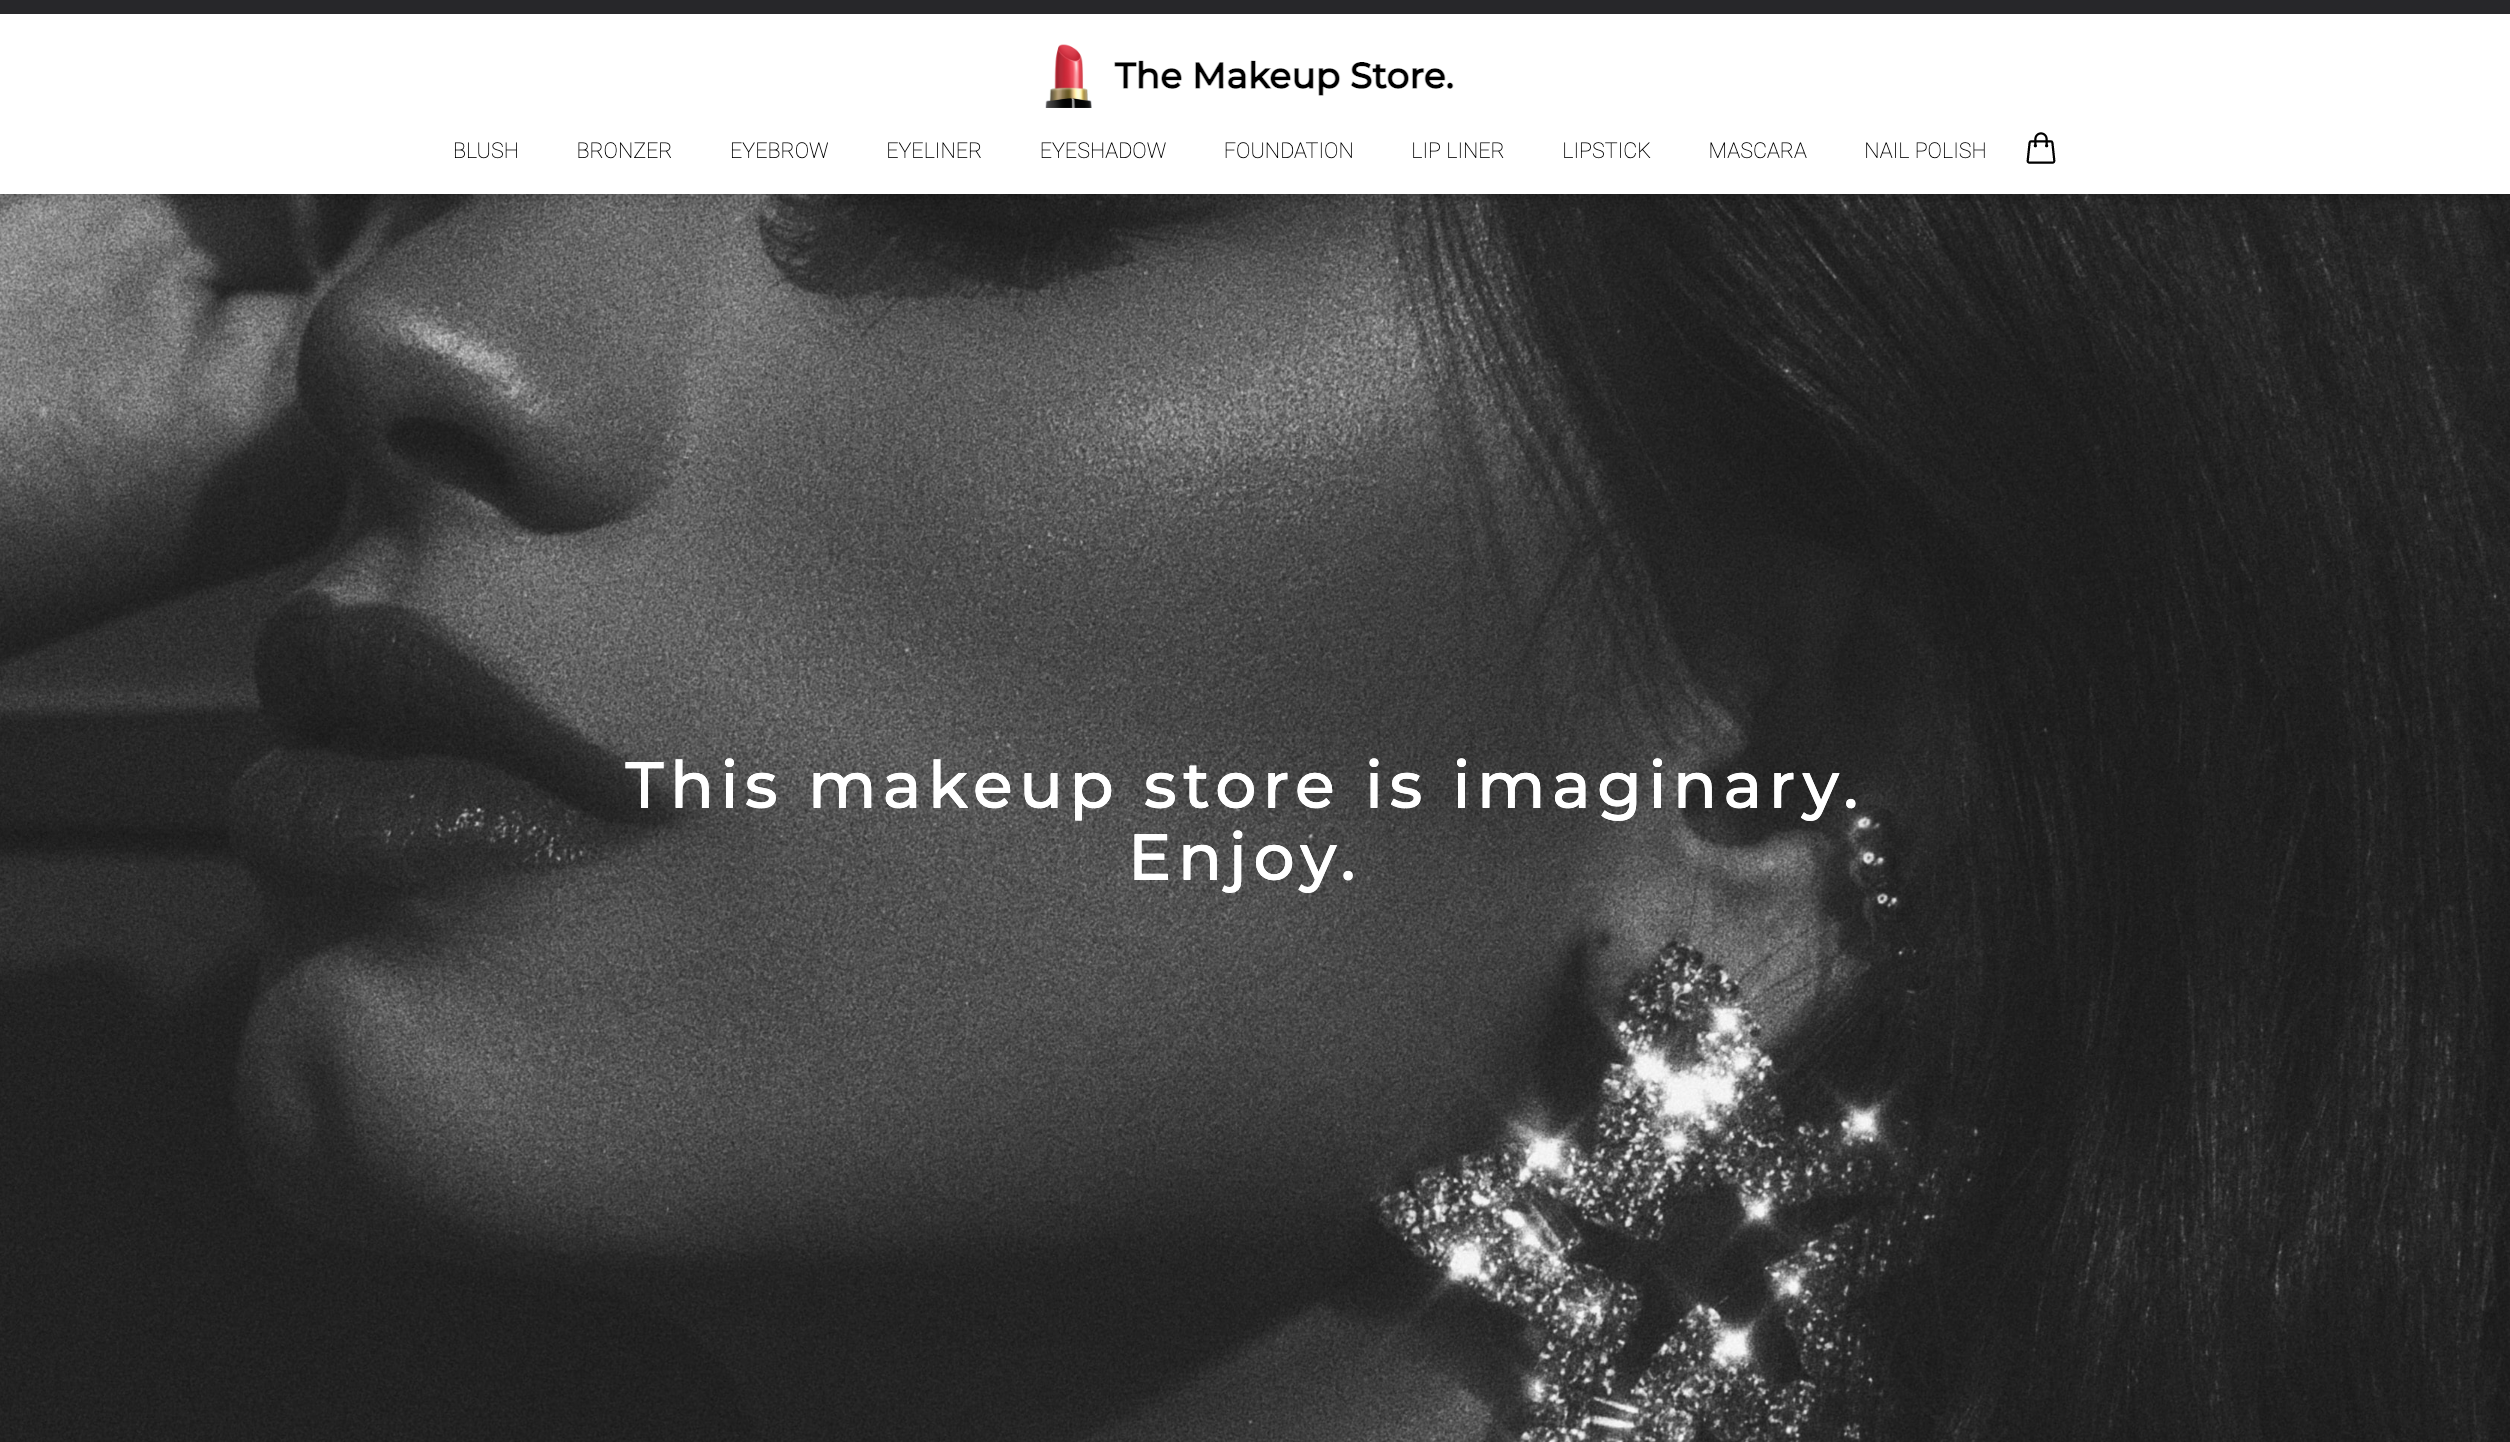 The Makeup Store.
BLUSH BRONZER EYEBROW EYELINER EYESHADOW FOUNDATION LIP LINER LIPSTICK MASCARA NAIL POLISH
This makeup store is imaginary.
Enjoy.